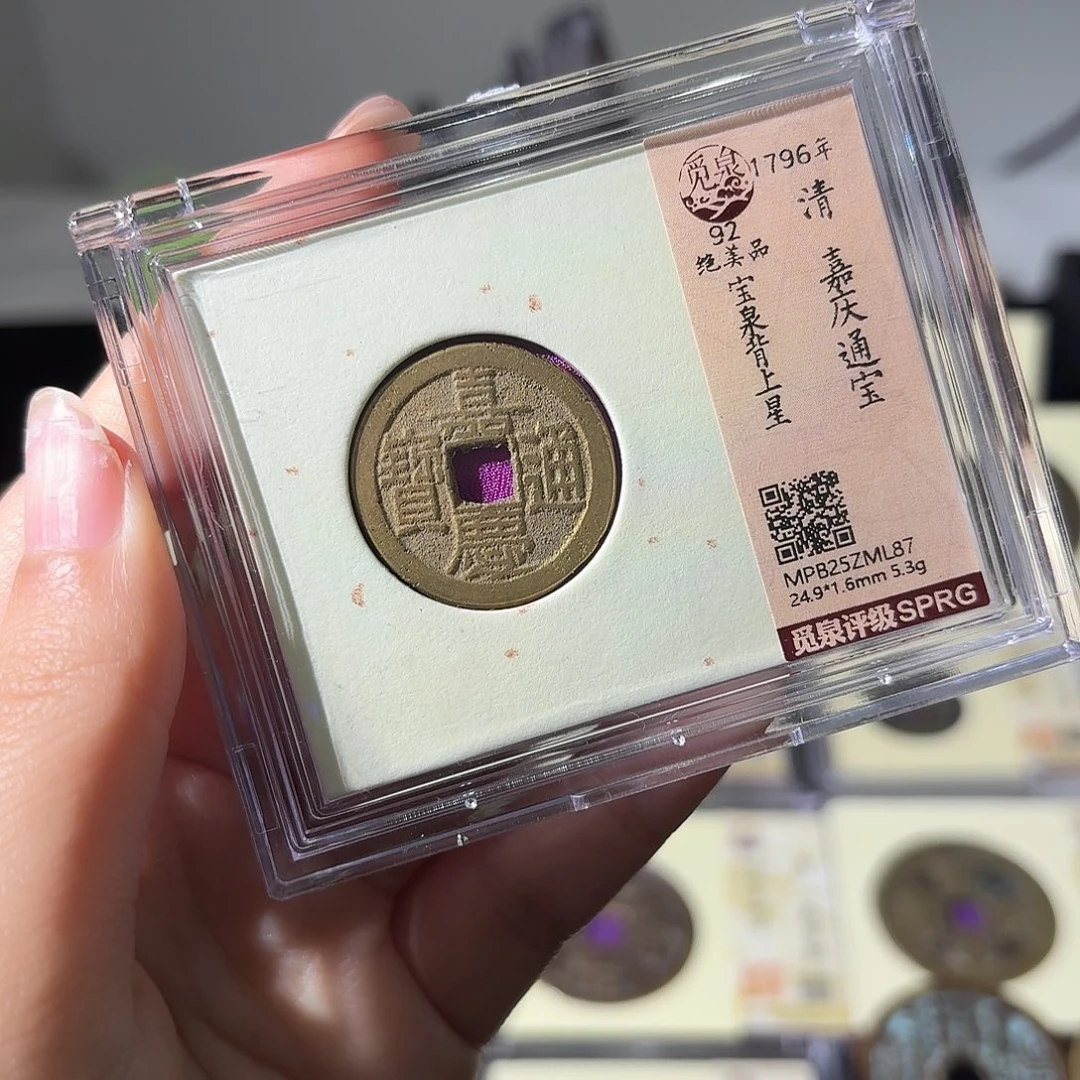 嘉慶通寶
觅泉
1796年
清 嘉庆通宝
92
绝美品
宝泉背上星
MPB25ZML87
24.9*1.6mm 5.3g
觅泉评级SPRG